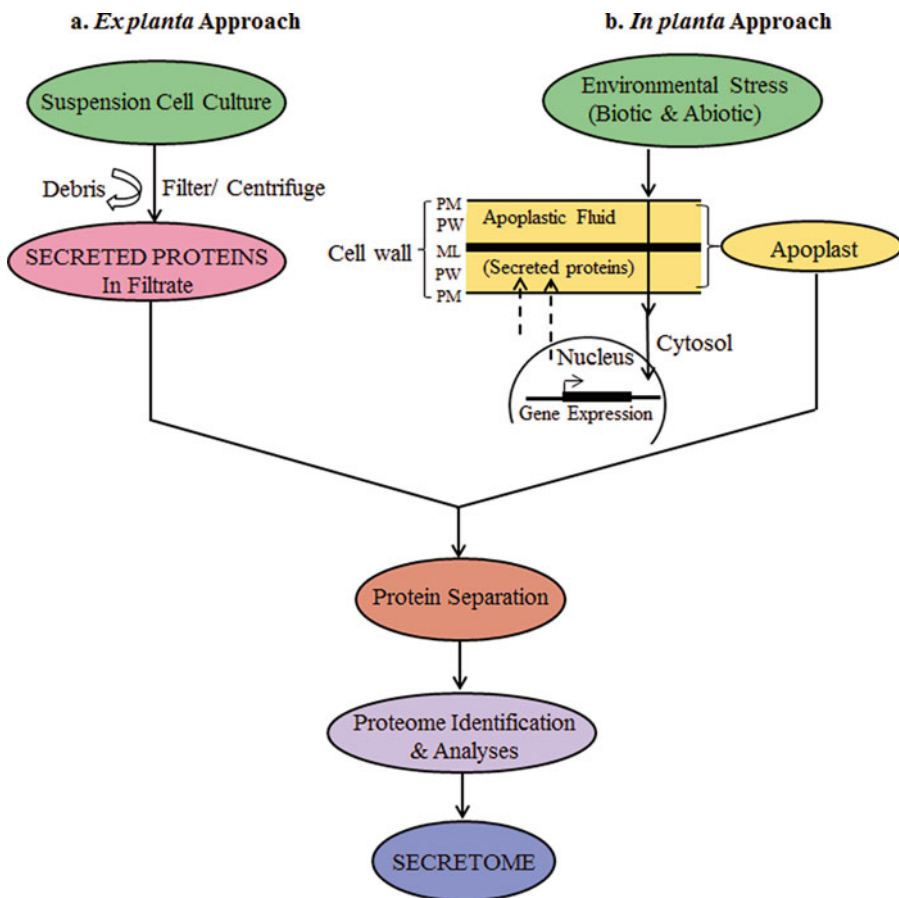 a. Ex planta Approach
b. In planta Approach
Suspension Cell Culture
Environmental Stress
(Biotic & Abiotic)
Debris
Filter/ Centrifuge
SECRETED PROTEINS
In Filtrate
Cell wall
PM
PW
ML
PW
PM
Apoplastic Fluid
(Secreted proteins)
Apoplast
Cytosol
Nucleus
Gene Expression
Protein Separation
Proteome Identification
& Analyses
SECRETOME